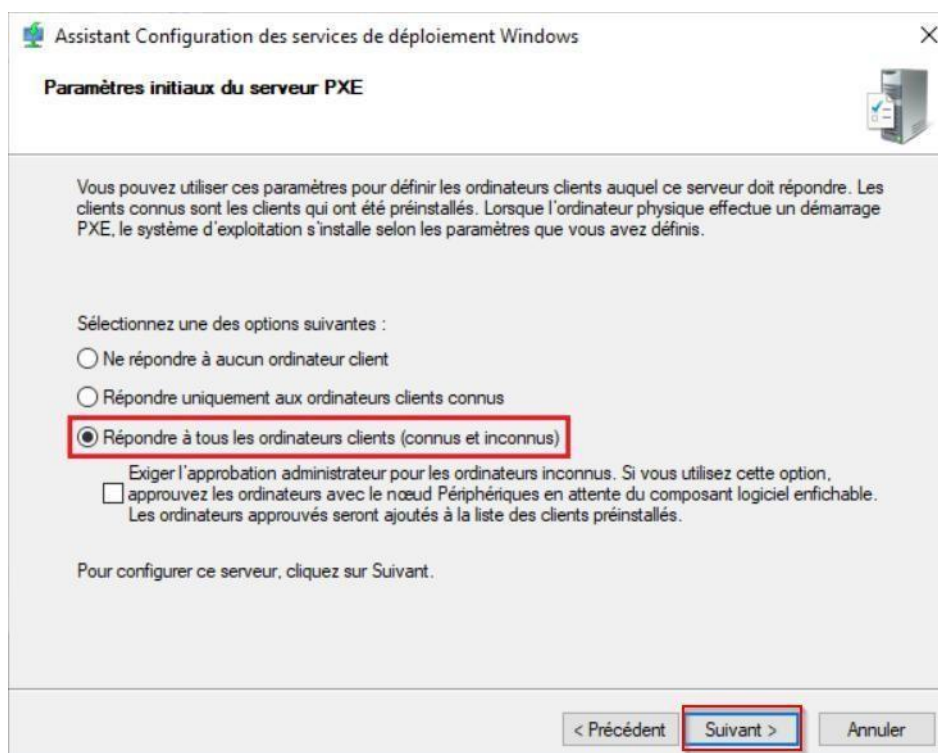 Assistant Configuration des services de déploiement Windows
Paramètres initiaux du serveur PXE
Vous pouvez utiliser ces paramètres pour définir les ordinateurs clients auquel ce serveur doit répondre. Les
clients connus sont les clients qui ont été préinstallés. Lorsque l'ordinateur physique effectue un démarrage
PXE, le système d'exploitation s'installe selon les paramètres que vous avez définis.
Sélectionnez une des options suivantes :
Ne répondre à aucun ordinateur client
Répondre uniquement aux ordinateurs clients connus
Répondre à tous les ordinateurs clients (connus et inconnus)
Exiger l'approbation administrateur pour les ordinateurs inconnus. Si vous utilisez cette option,
approuvez les ordinateurs avec le nœud Périphériques en attente du composant logiciel enfichable.
Les ordinateurs approuvés seront ajoutés à la liste des clients préinstallés.
Pour configurer ce serveur, cliquez sur Suivant.
< Précédent Suivant > Annuler